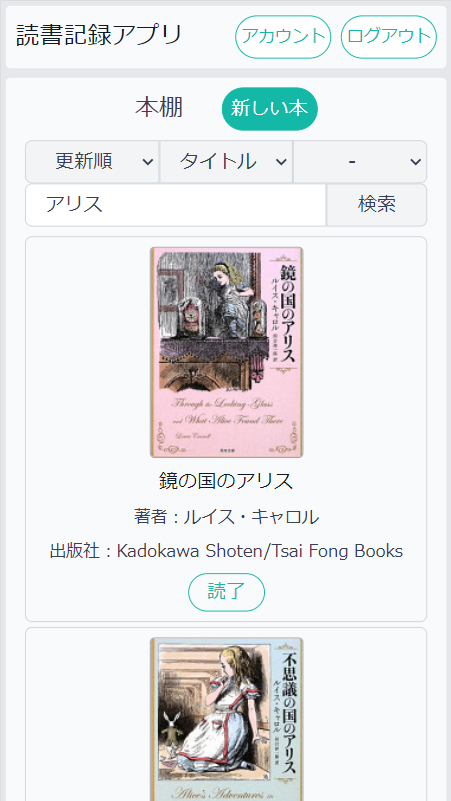 読書記録アプリ
アカウント
ログアウト
本棚
新しい本
更新順
タイトル
-
アリス
検索
鏡の国のアリス
ルイス・キャロル
Through the Looking-Glass
and What Alice Found There
Lewis Carroll
鏡の国のアリス
著者：ルイス・キャロル
出版社：Kadokawa Shoten/Tsai Fong Books
読了
不思議の国のアリス
ルイス・キャロル
Alice's Adventures in